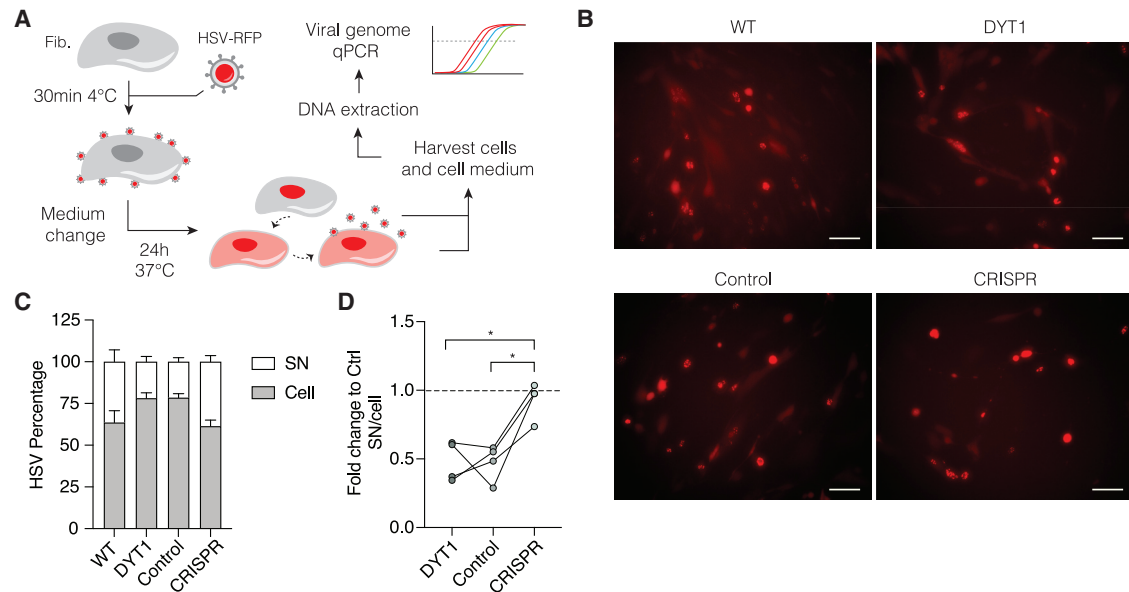 A
Fib.
HSV-RFP
30min 4°C
Medium
change
24h
37°C
Viral genome
qPCR
DNA extraction
Harvest cells
and cell medium
B
WT
DYT1
Control
CRISPR
C
HSV Percentage
125
100
75
50
25
0
WT
DYT1
Control
CRISPR
SN
Cell
D
Fold change to Ctrl
SN/cell
1.5
1.0
0.5
0.0
*
*
DYT1
Control
CRISPR